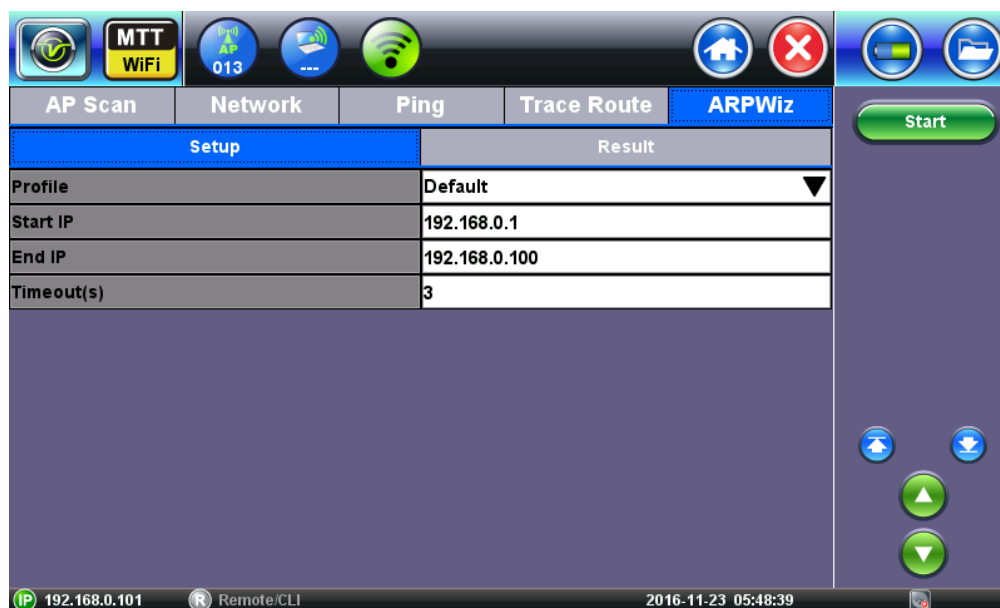 MTT
WiFi
AP
013
---
AP Scan Network Ping Trace Route ARPWiz
Start
Setup Result
Profile Default
Start IP 192.168.0.1
End IP 192.168.0.100
Timeout(s) 3
IP 192.168.0.101 R Remote/CLI 2016-11-23 05:48:39